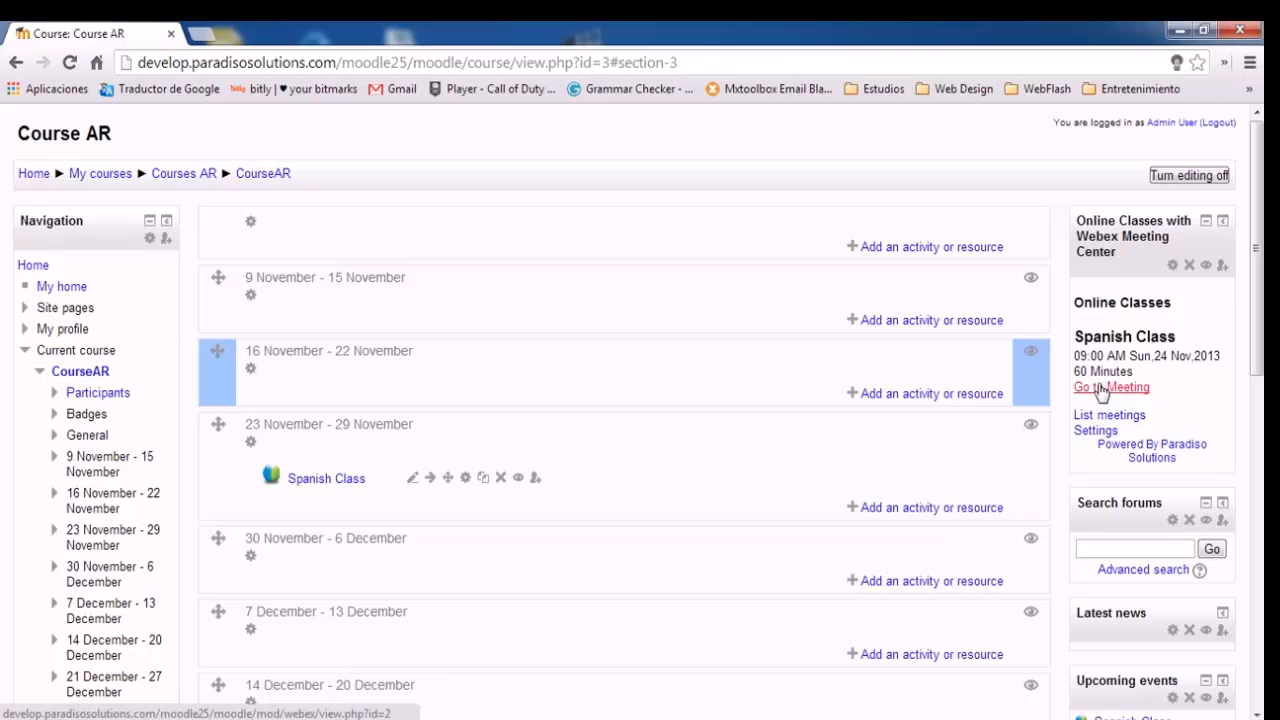 Course: Course AR
develop.paradisosolutions.com/moodle25/moodle/course/view.php?id=3#section-3
Aplicaciones Traductor de Google bitly | ♥ your bitmarks Gmail Player - Call of Duty ... Grammar Checker - ... Mxtoolbox Email Bla... Estudios Web Design WebFlash Entretenimiento »
Course AR
You are logged in as Admin User (Logout)
Home ► My courses ► Courses AR ► CourseAR
Turn editing off
Navigation
Home
My home
Site pages
My profile
Current course
CourseAR
Participants
Badges
General
9 November - 15
November
16 November - 22
November
23 November - 29
November
30 November - 6
December
7 December - 13
December
14 December - 20
December
21 December - 27
December
Add an activity or resource
9 November - 15 November
Add an activity or resource
16 November - 22 November
Add an activity or resource
23 November - 29 November
Spanish Class
Add an activity or resource
30 November - 6 December
Add an activity or resource
7 December - 13 December
Add an activity or resource
14 December - 20 December
Online Classes with
Webex Meeting
Center
Online Classes
Spanish Class
09:00 AM Sun,24 Nov,2013
60 Minutes
Go to Meeting
List meetings
Settings
Powered By Paradiso
Solutions
Search forums
Go
Advanced search
Latest news
Upcoming events
Spanish Class
develop.paradisosolutions.com/moodle25/moodle/mod/webex/view.php?id=2